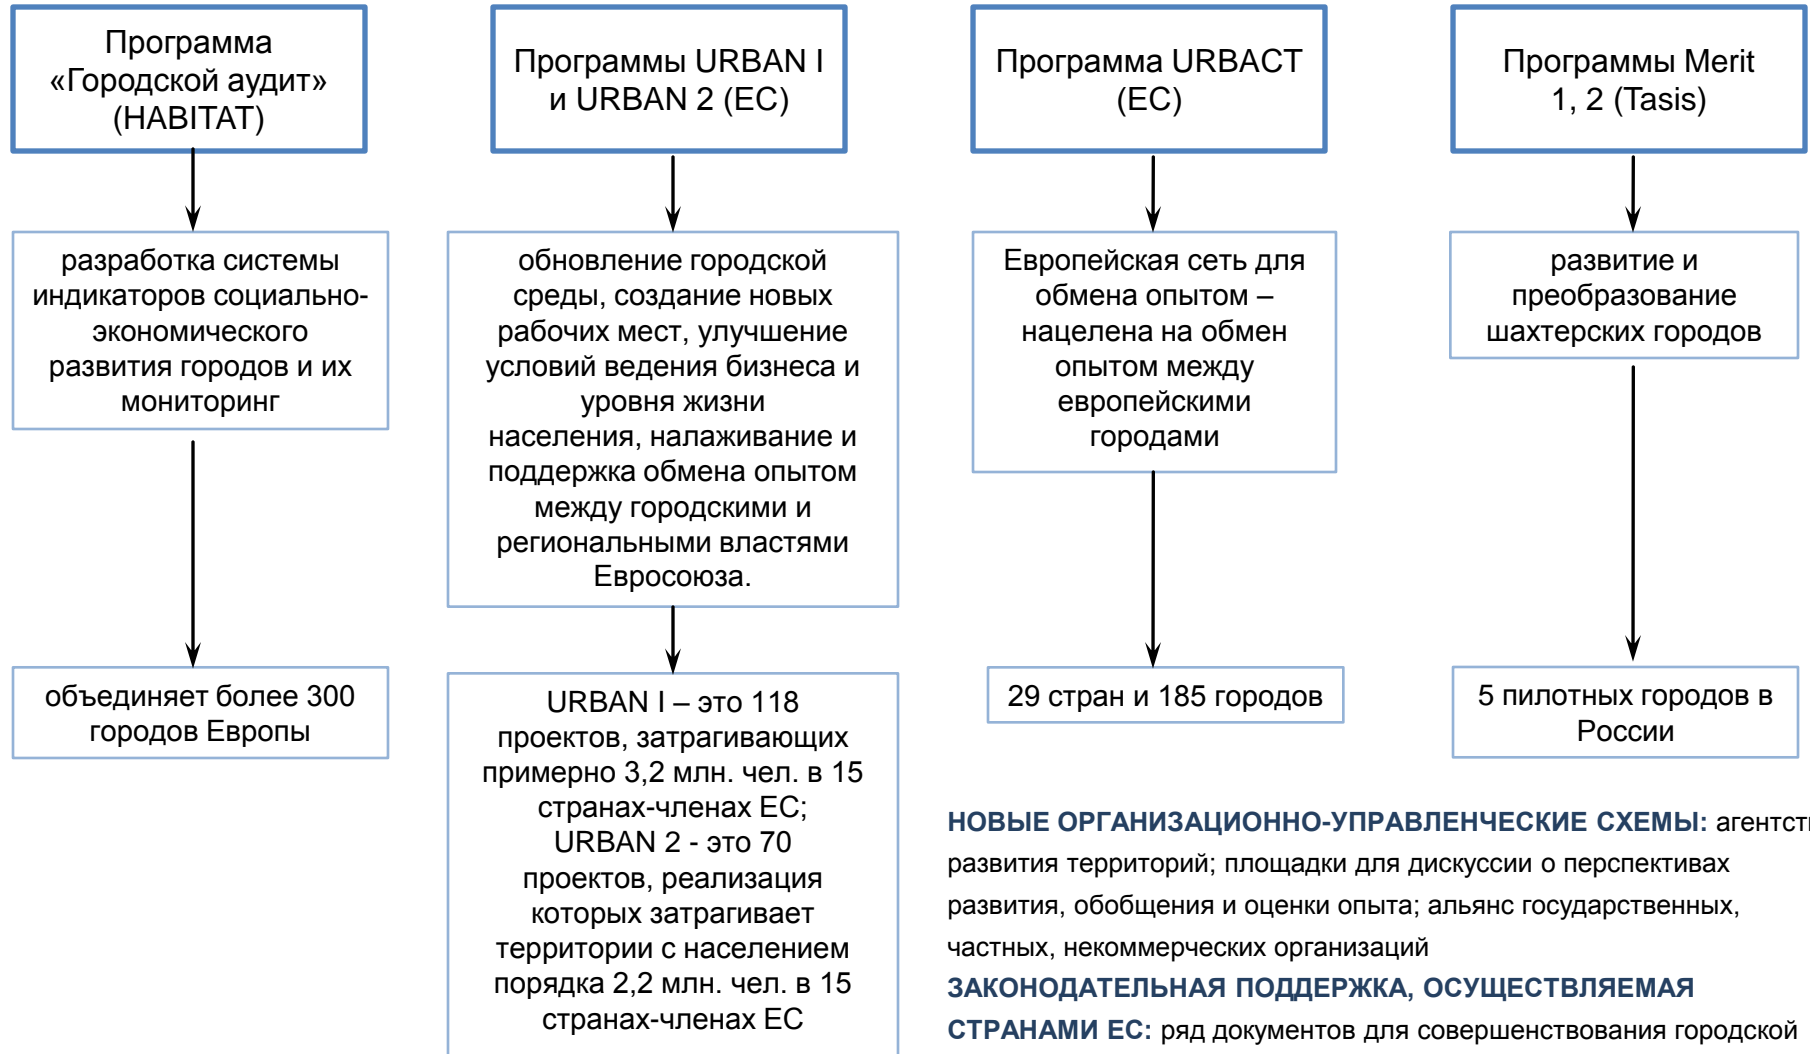 Программа
«Городской аудит»
(HABITAT)
разработка системы
индикаторов социально-
экономического
развития городов и их
мониторинг
объединяет более 300
городов Европы
Программы URBAN I
и URBAN 2 (ЕС)
обновление городской
среды, создание новых
рабочих мест, улучшение
условий ведения бизнеса и
уровня жизни
населения, налаживание и
поддержка обмена опытом
между городскими и
региональными властями
Евросоюза.
URBAN I – это 118
проектов, затрагивающих
примерно 3,2 млн. чел. в 15
странах-членах ЕС;
URBAN 2 - это 70
проектов, реализация
которых затрагивает
территории с населением
порядка 2,2 млн. чел. в 15
странах-членах ЕС
Программа URBACT
(ЕС)
Европейская сеть для
обмена опытом –
нацелена на обмен
опытом между
европейскими
городами
29 стран и 185 городов
Программы Merit
1, 2 (Tasis)
развитие и
преобразование
шахтерских городов
5 пилотных городов в
России
НОВЫЕ ОРГАНИЗАЦИОННО-УПРАВЛЕНЧЕСКИЕ СХЕМЫ:
развития территорий; площадки для дискуссии о перспективах
развития, обобщения и оценки опыта; альянс государственных,
частных, некоммерческих организаций
ЗАКОНОДАТЕЛЬНАЯ ПОДДЕРЖКА, ОСУЩЕСТВЛЯЕМАЯ
СТРАНАМИ ЕС: ряд документов для совершенствования городской